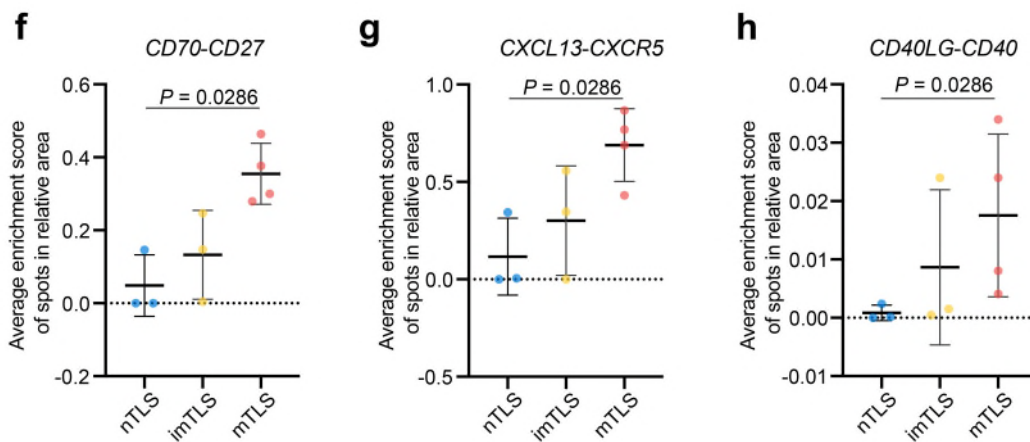 f
CD70-CD27
P = 0.0286
Average enrichment score
of spots in relative area
0.6
0.4
0.2
0.0
-0.2
nTLS
imTLS
mTLS
g
CXCL13-CXCR5
P = 0.0286
Average enrichment score
of spots in relative area
1.0
0.5
0.0
-0.5
nTLS
imTLS
mTLS
h
CD40LG-CD40
P = 0.0286
Average enrichment score
of spots in relative area
0.04
0.03
0.02
0.01
0.00
-0.01
nTLS
imTLS
mTLS